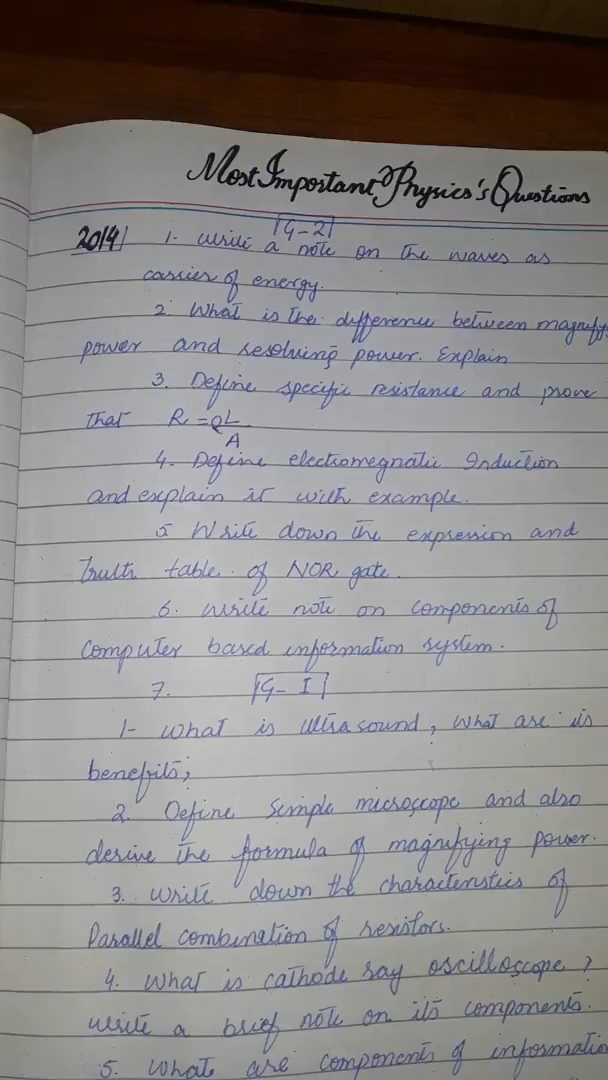 Most Important Physics's Questions
G-2
2014 1- write a note on the waves as
carries of energy.
2. What is the difference between magnify
power and resolving power. Explain
3. Define specific resistance and prove
that R = ρL
A
4. Define electromegnatic Induction
and explain it with example.
5 Write down the expression and
Truth table of NOR gate.
6. write note on components of
Computer based information system.
7. G-I
1- what is ultrasound, what are its
benefits;
2. Define Simple microscope and also
derive the formula of magnifying power.
3. write down the characteristics of
Parallel combination of resistors.
4. what is cathode ray oscilloscope?
write a brief note on its components.
5. what are components of informatio